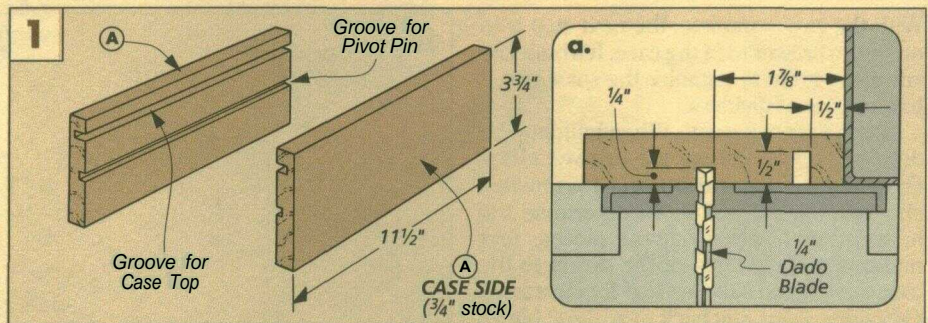 1
A
Groove for
Pivot Pin
Groove for
Case Top
3¾"
11½"
A
CASE SIDE
(¾" stock)
a.
1⅞"
¼"
½"
½"
¼"
Dado
Blade